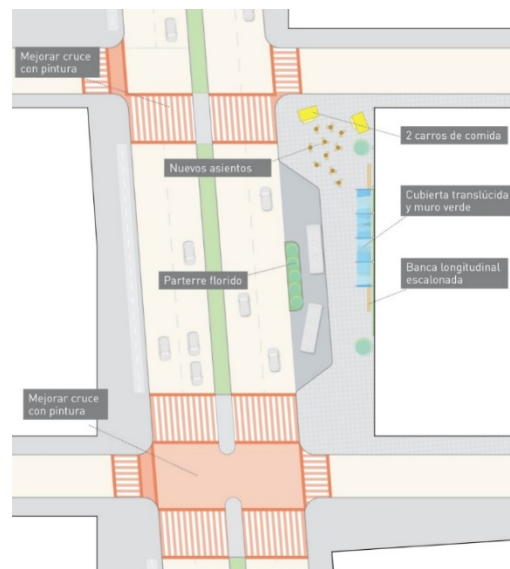 Mejorar cruce
con pintura
2 carros de comida
Nuevos asientos
Cubierta translúcida
y muro verde
Parterre florido
Banca longitudinal
escalonada
Mejorar cruce
con pintura